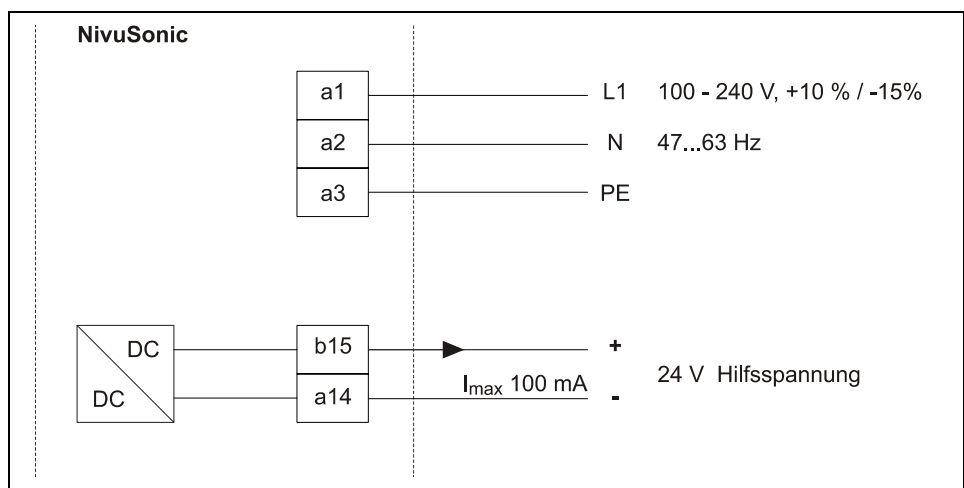 NivuSonic
a1 L1 100 - 240 V, +10 % / -15%
a2 N 47...63 Hz
a3 PE
DC b15 +
DC a14 Imax 100 mA - 24 V Hilfsspannung